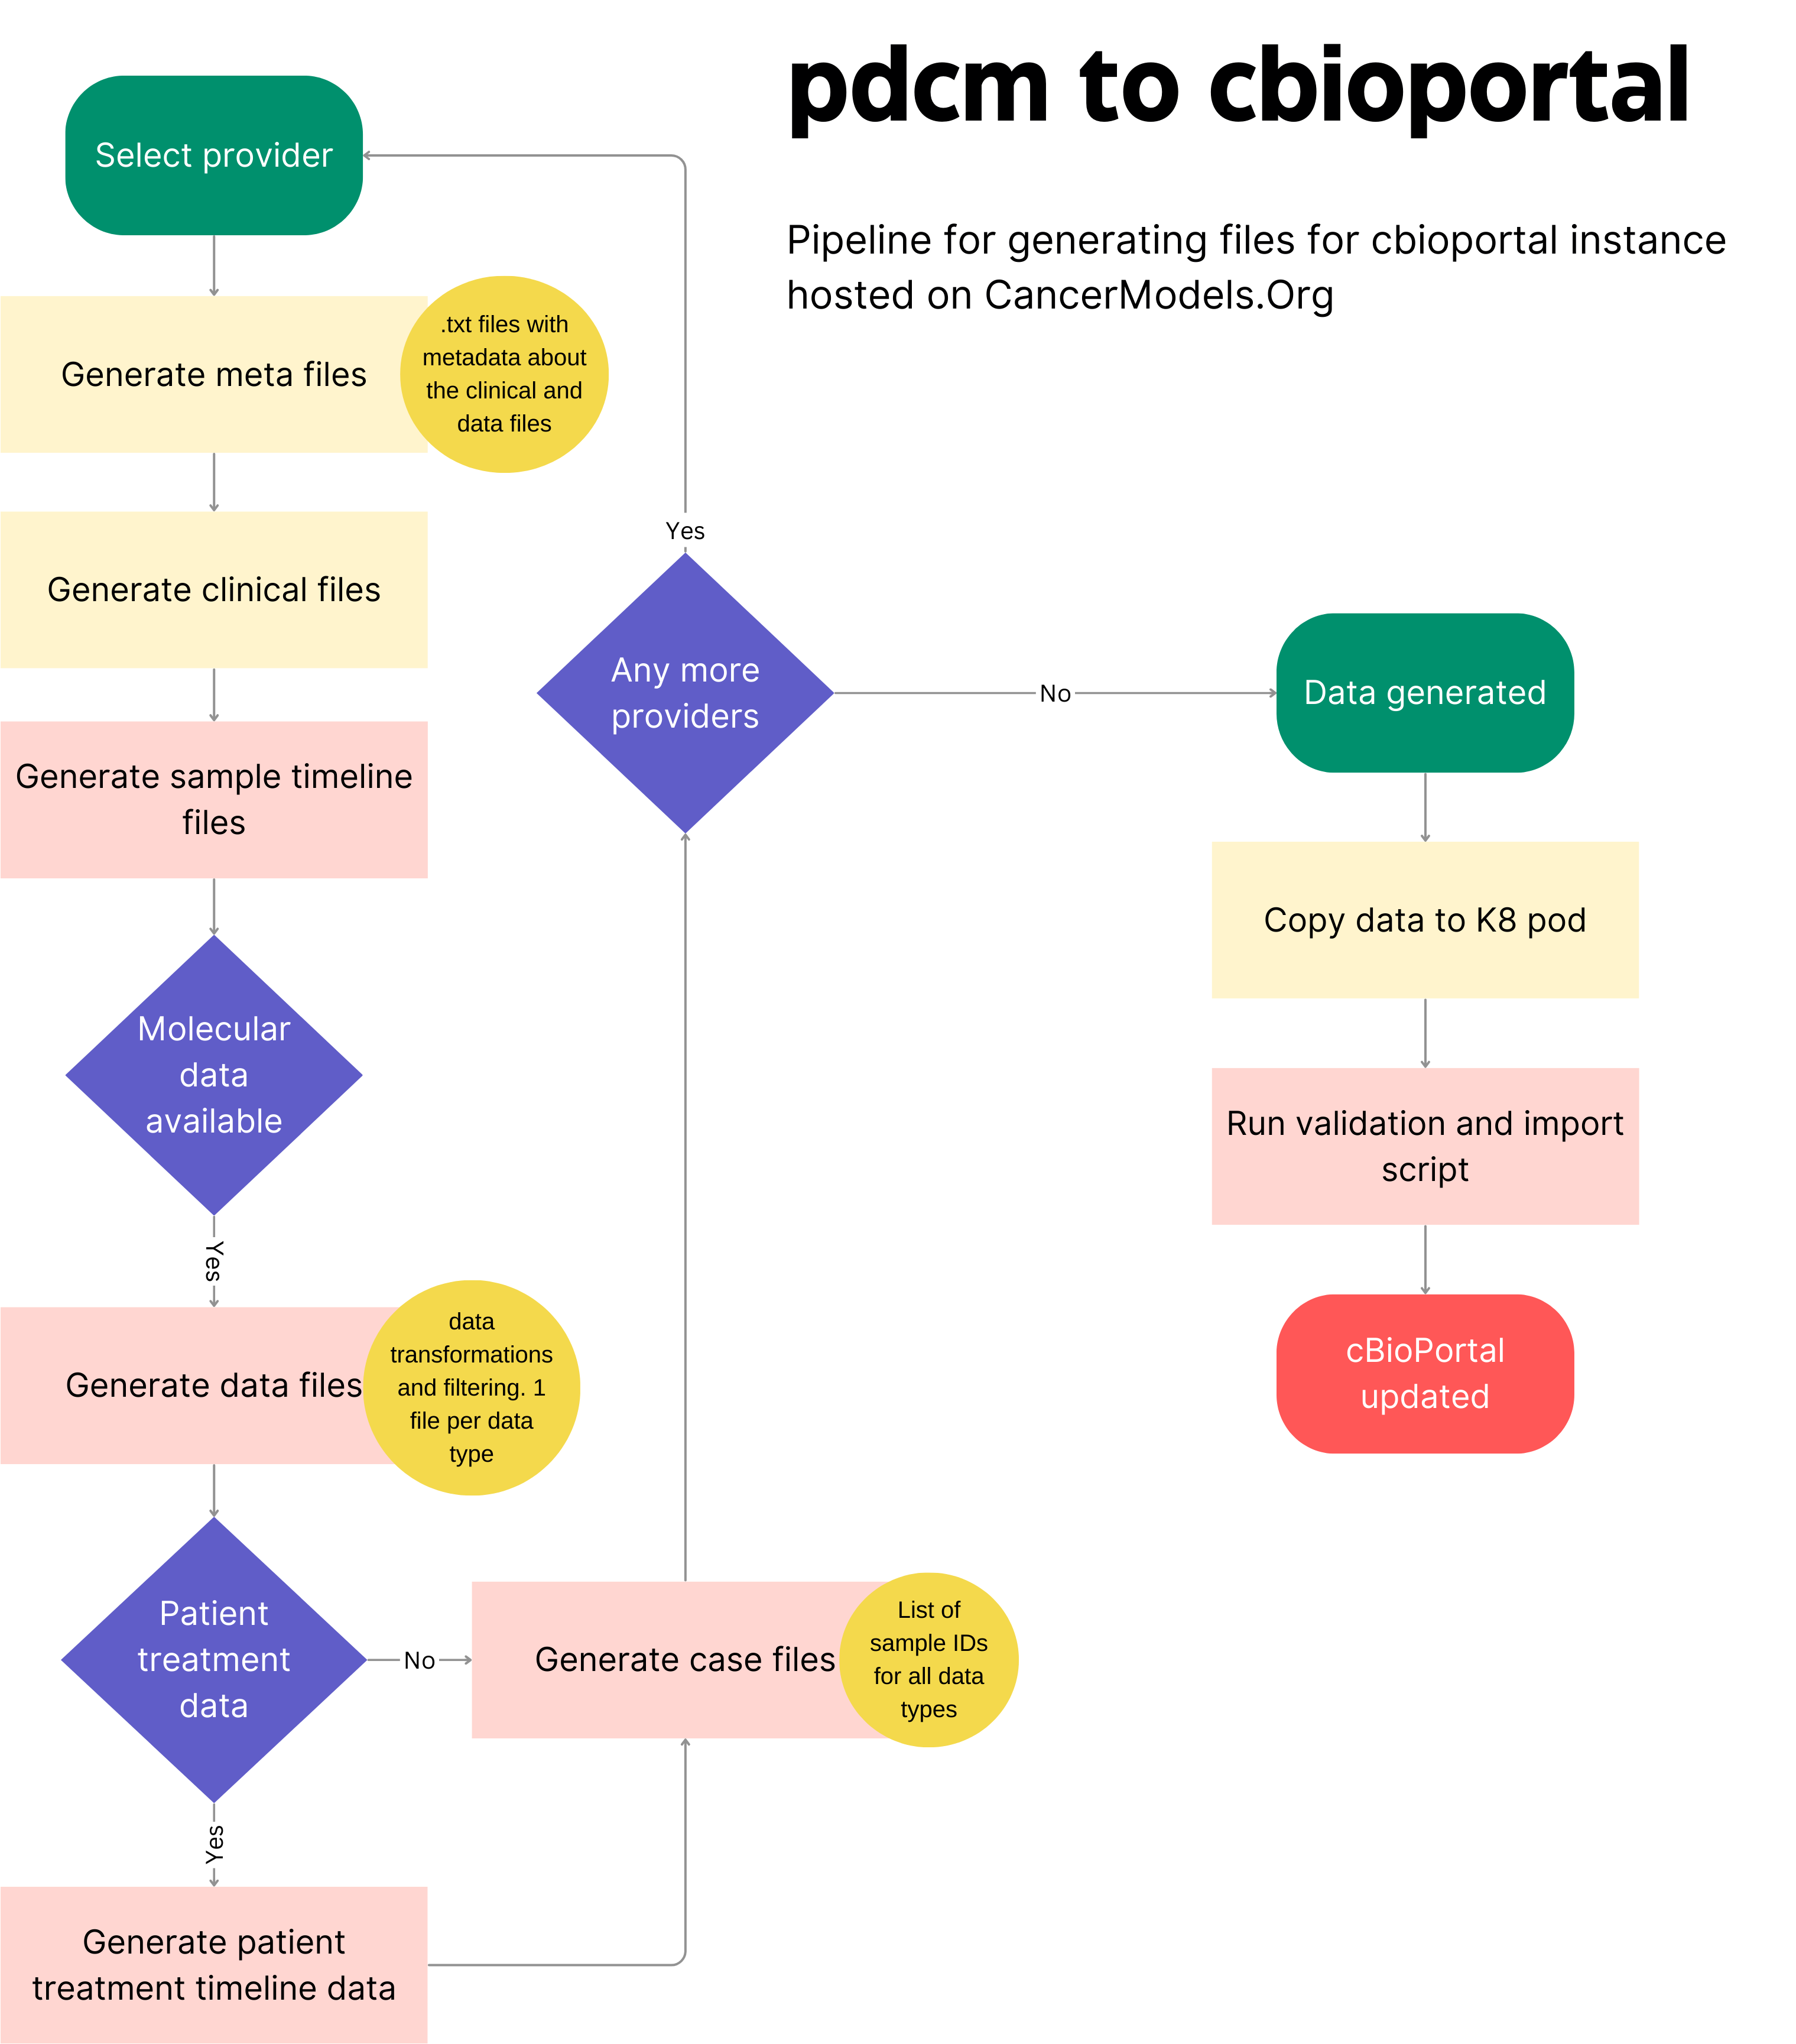 pdcm to cbioportal
Pipeline for generating files for cbioportal instance
hosted on CancerModels.Org
Select provider
Generate meta files
.txt files with
metadata about
the clinical and
data files
Generate clinical files
Generate sample timeline
files
Molecular
data
available
Yes
Generate data files
data
transformations
and filtering. 1
file per data
type
Patient
treatment
data
No
Yes
Generate patient
treatment timeline data
Generate case files
List of
sample IDs
for all data
types
Any more
providers
Yes
No
Data generated
Copy data to K8 pod
Run validation and import
script
cBioPortal
updated